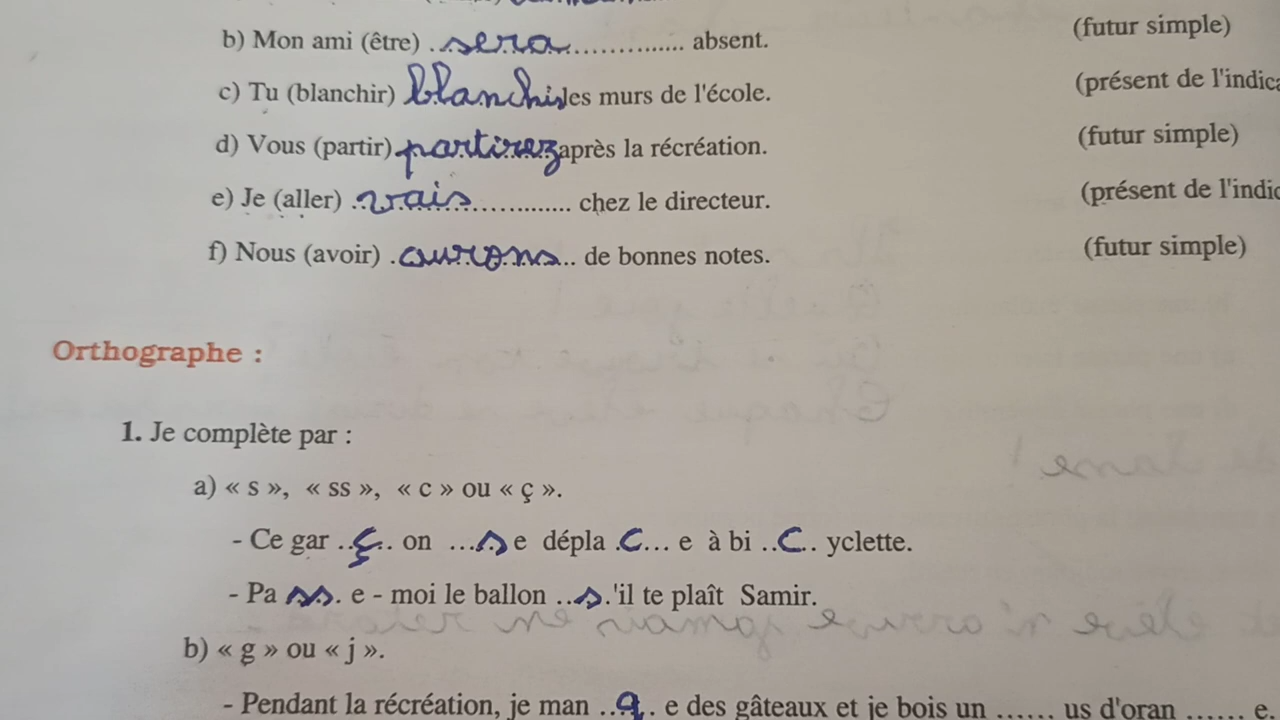 b) Mon ami (être) ..sera................ absent. (futur simple)
c) Tu (blanchir) blanchis les murs de l'école. (présent de l'indica
d) Vous (partir) partirez après la récréation. (futur simple)
e) Je (aller) ..vais............... chez le directeur. (présent de l'indic
f) Nous (avoir) .aurons.. de bonnes notes. (futur simple)
Orthographe :
1. Je complète par :
a) « s », « ss », « c » ou « ç ».
- Ce gar ..ç.. on ....s e dépla .c... e à bi ..c.. yclette.
- Pa ss. e - moi le ballon ...s.'il te plaît Samir.
b) « g » ou « j ».
- Pendant la récréation, je man ...g.. e des gâteaux et je bois un ...... us d'oran ...... e.